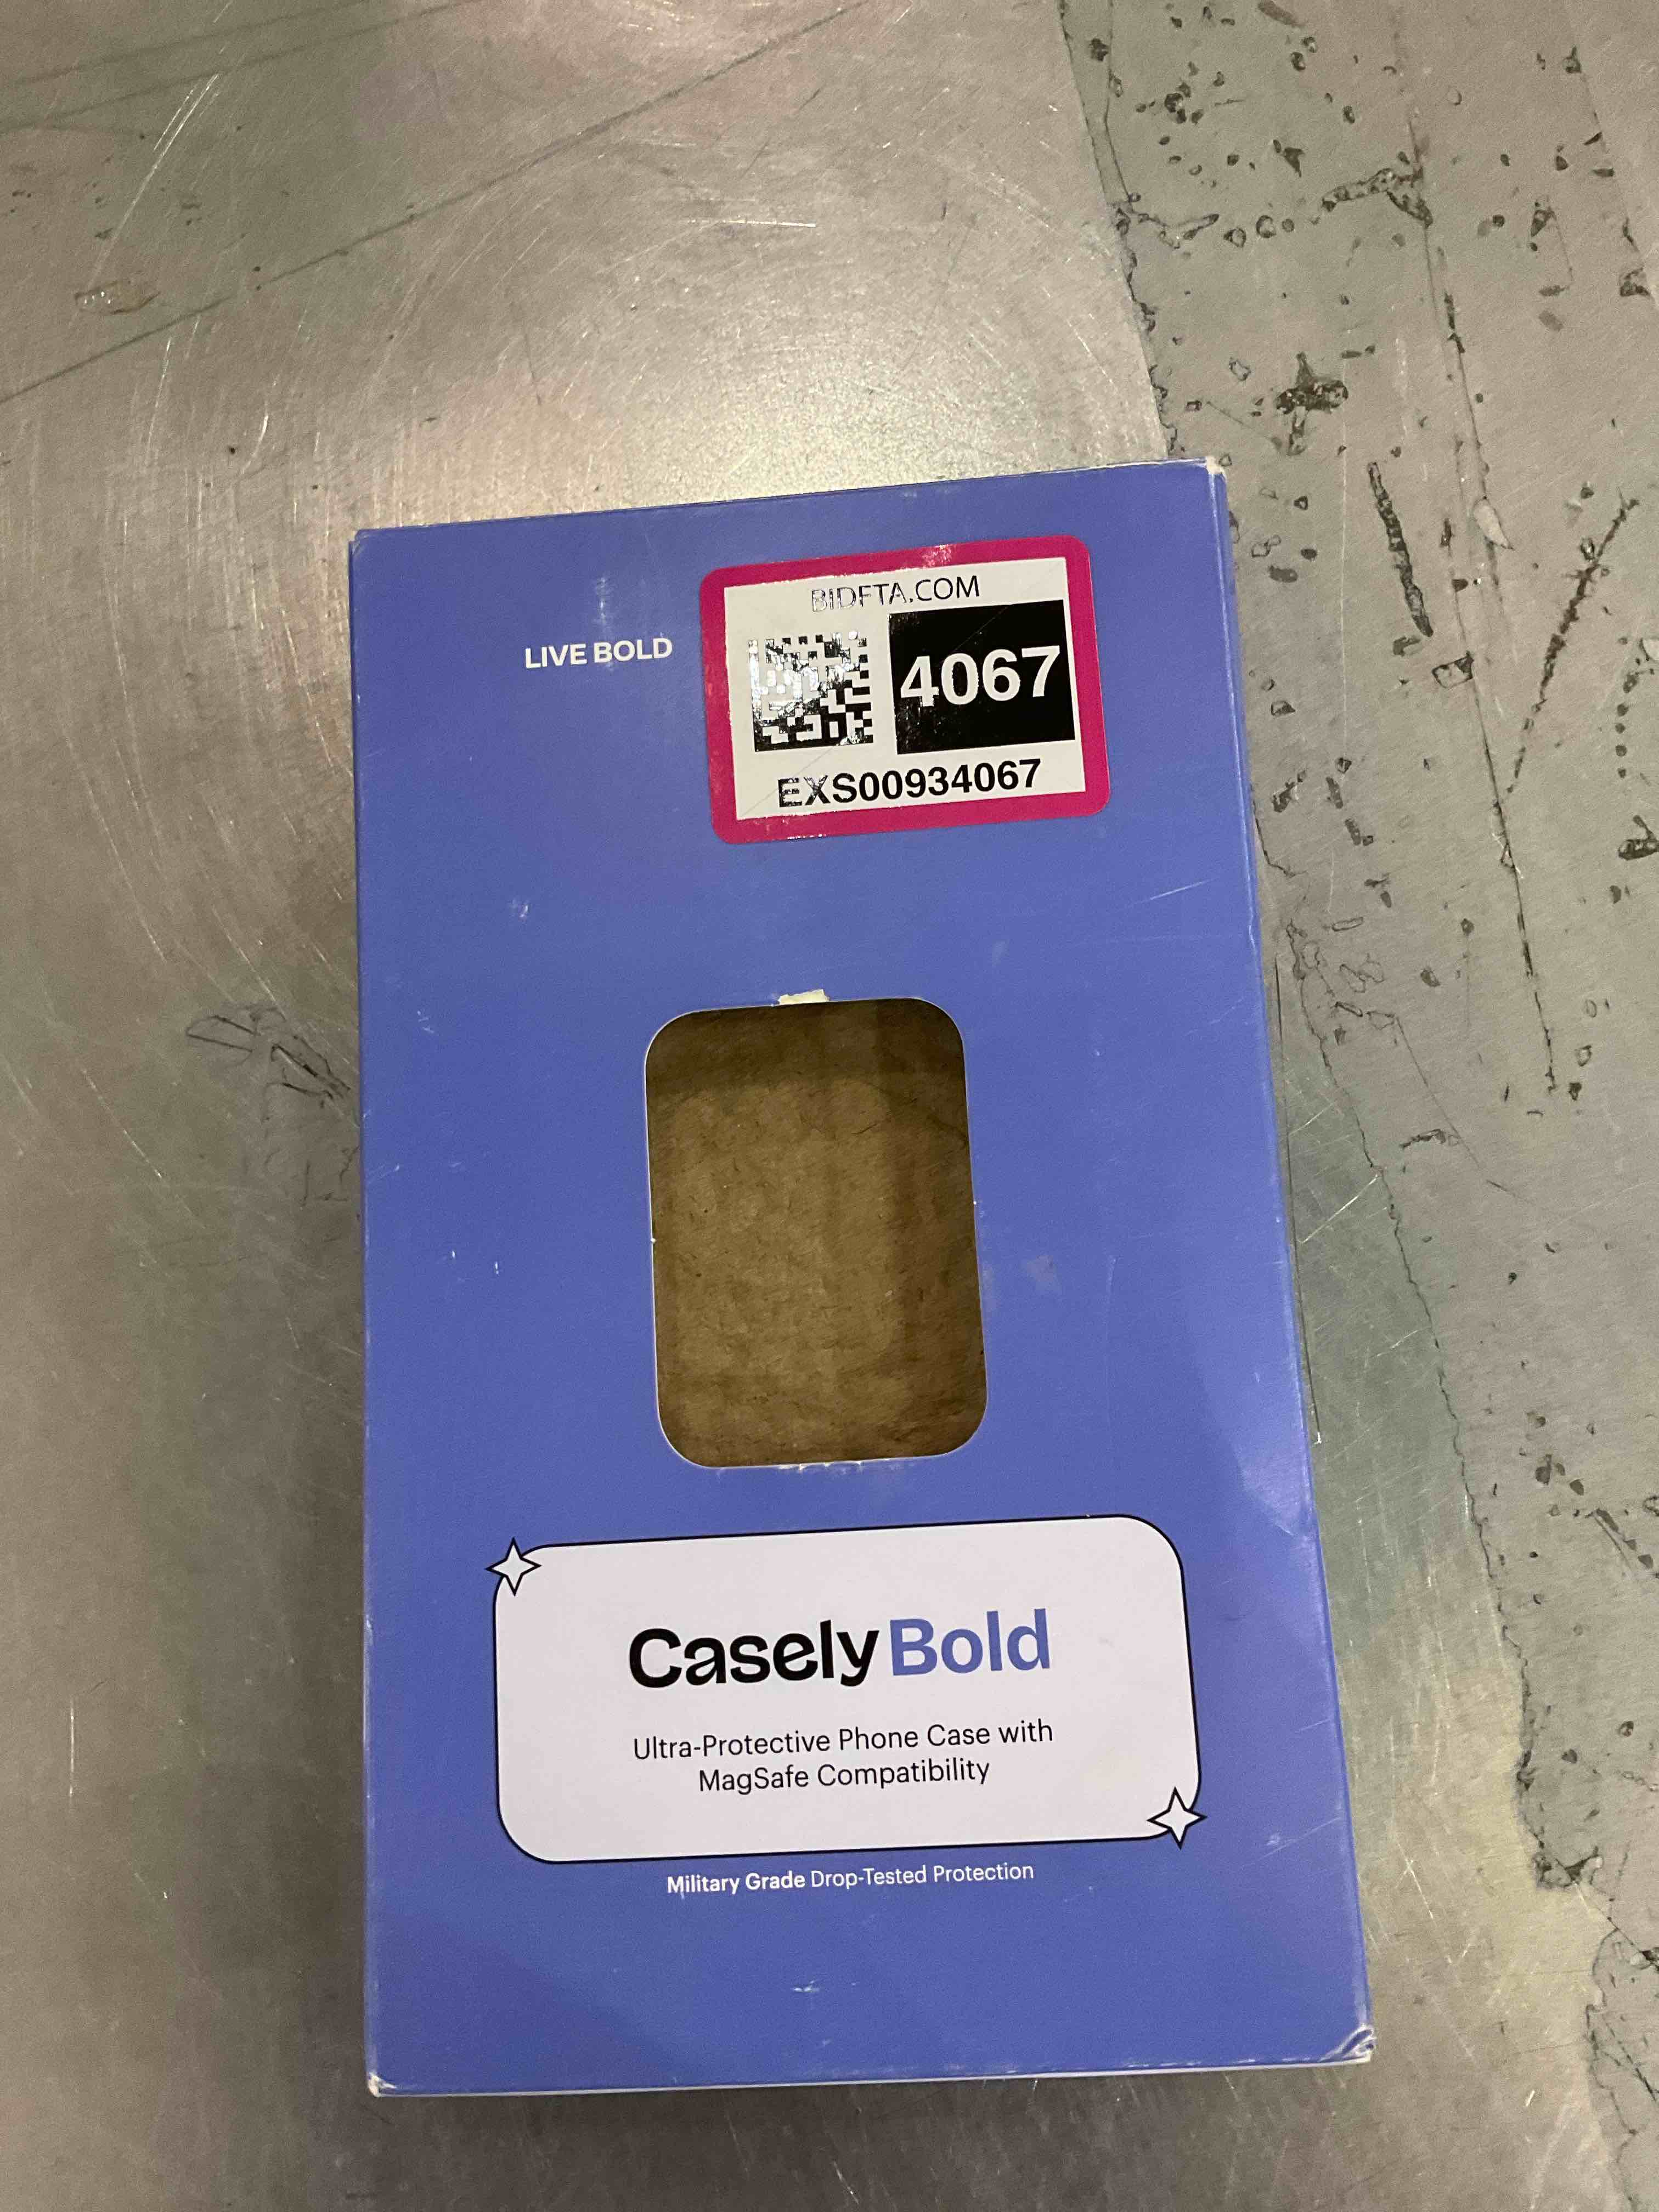 BIDFTA.COM
LIVE BOLD
4067
EXS00934067
Casely Bold
Ultra-Protective Phone Case with
MagSafe Compatibility
Military Grade Drop-Tested Protection